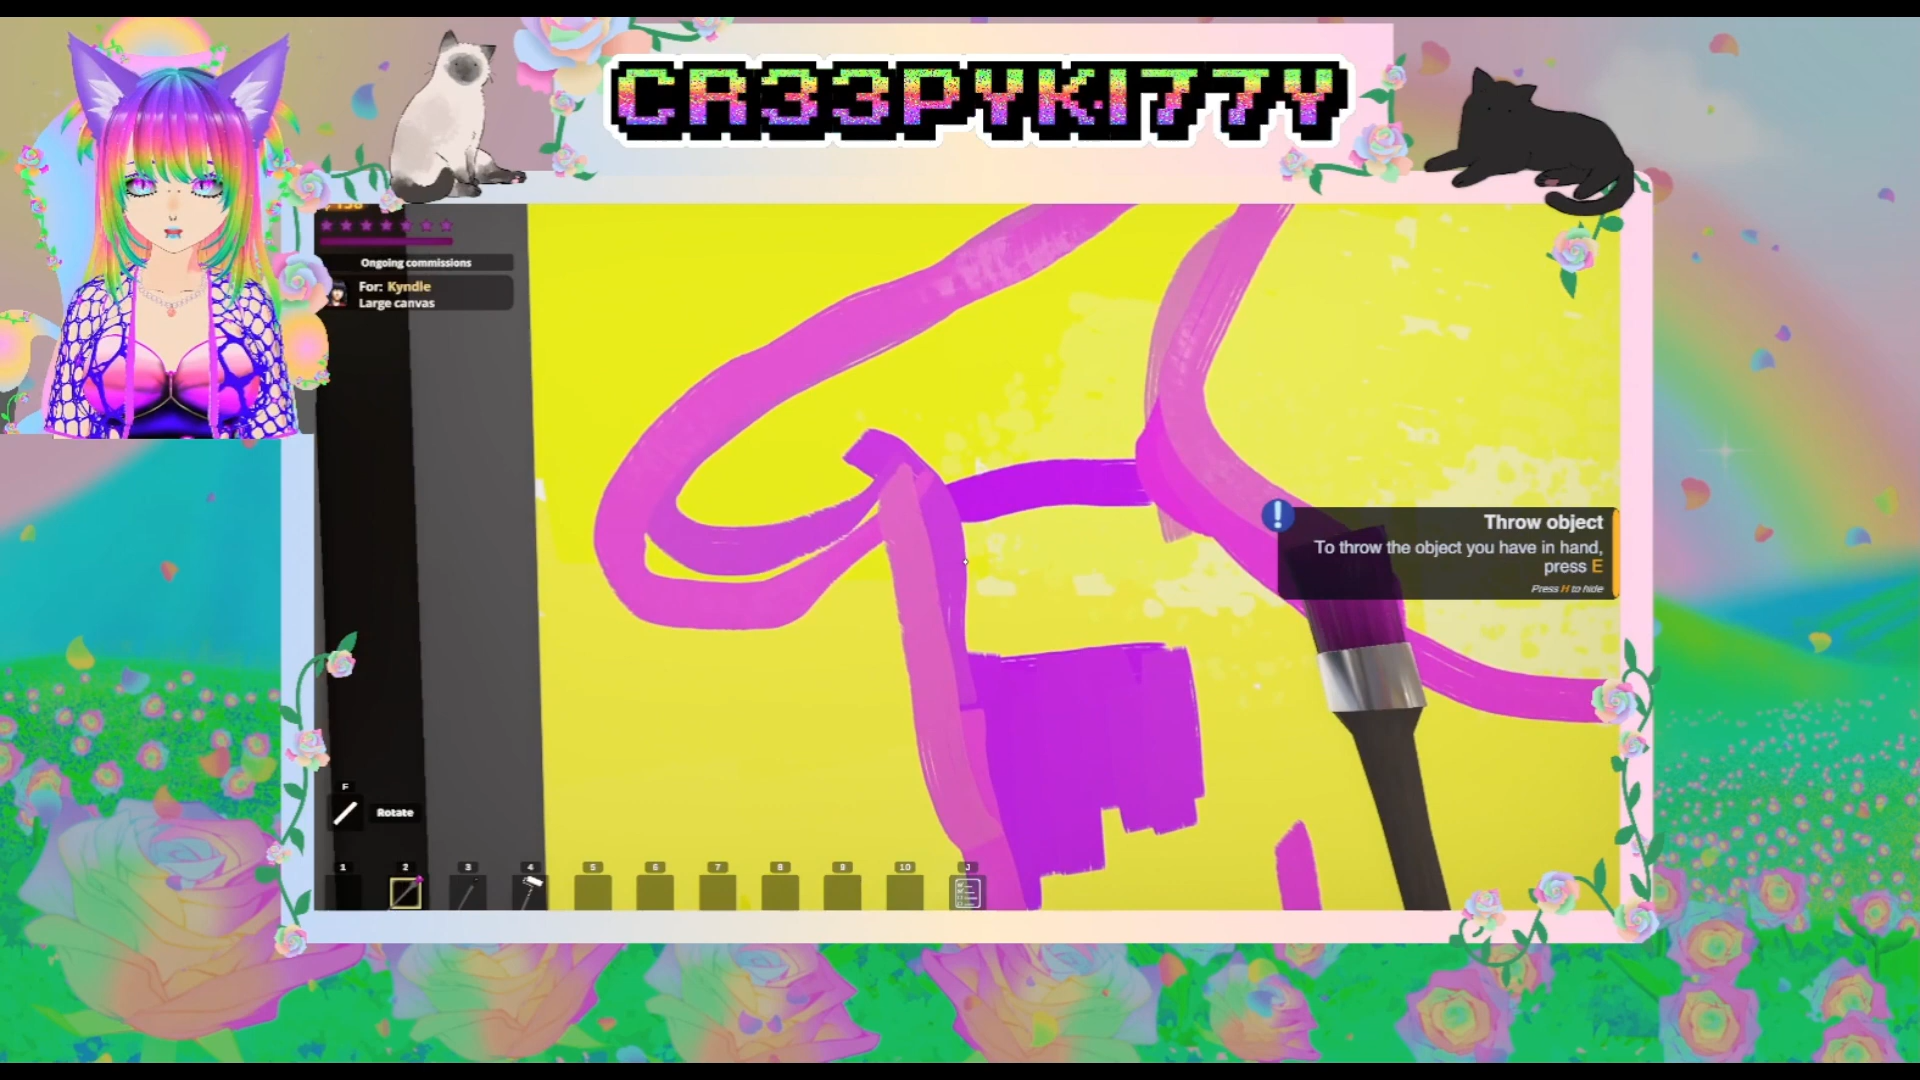 CR33PYKI77Y
Ongoing commissions
For: Kyndle
Large canvas
Throw object
To throw the object you have in hand,
press E
Press H to hide
F
Rotate
1 2 3 4 5 6 7 8 9 10 J